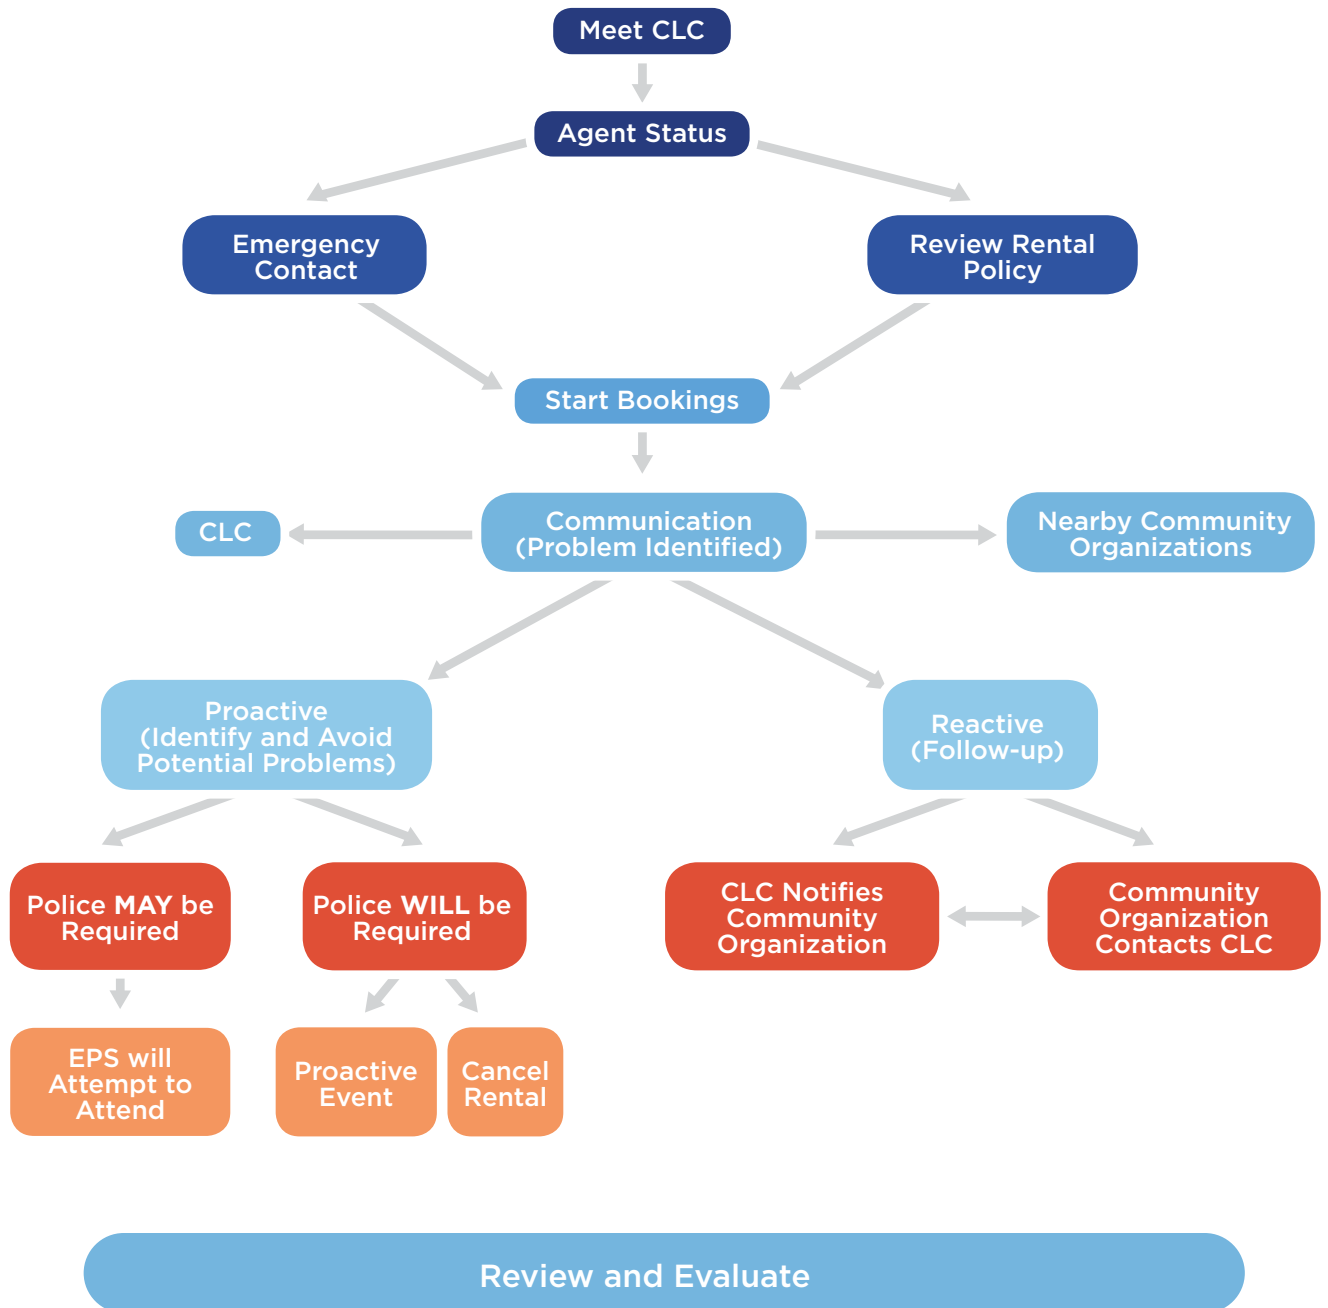 Meet CLC
Agent Status
Emergency
Contact
Review Rental
Policy
Start Bookings
CLC
Communication
(Problem Identified)
Nearby Community
Organizations
Proactive
(Identify and Avoid
Potential Problems)
Reactive
(Follow-up)
Police MAY be
Required
Police WILL be
Required
CLC Notifies
Community
Organization
Community
Organization
Contacts CLC
EPS will
Attempt to
Attend
Proactive
Event
Cancel
Rental
Review and Evaluate